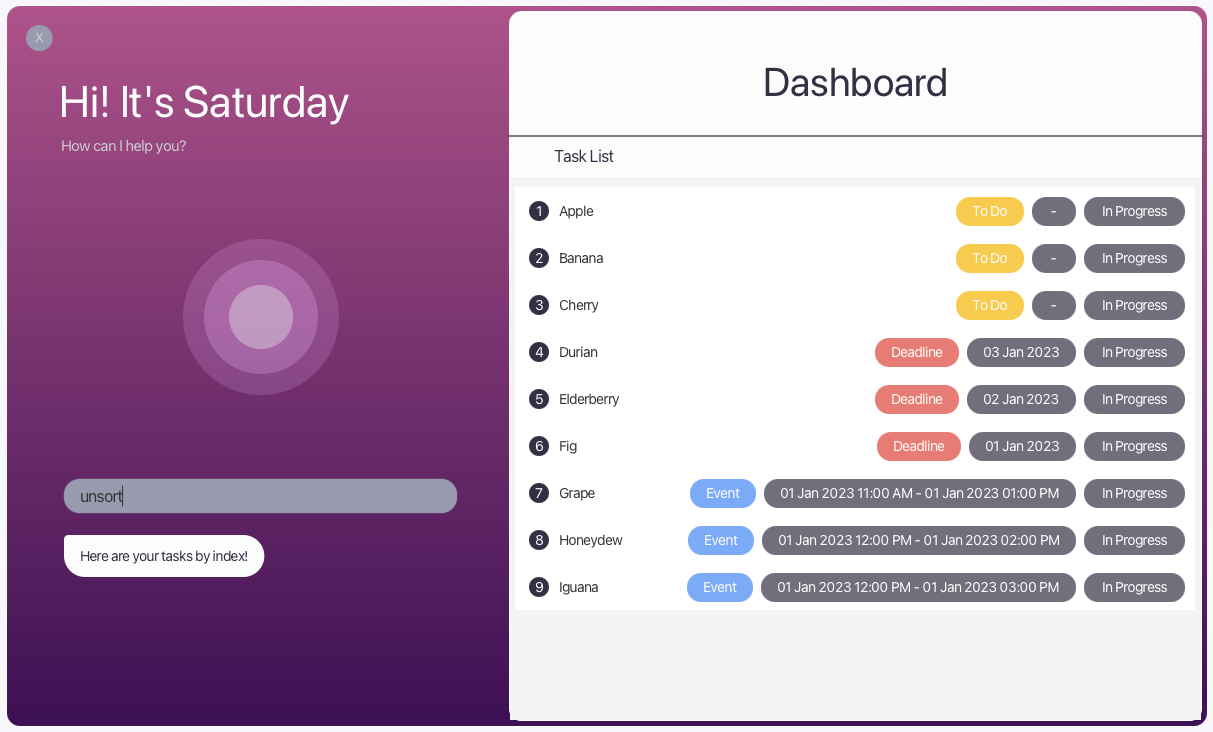 X
Hi! It's Saturday
How can I help you?
unsort
Here are your tasks by index!
Dashboard
Task List
1 Apple To Do - In Progress
2 Banana To Do - In Progress
3 Cherry To Do - In Progress
4 Durian Deadline 03 Jan 2023 In Progress
5 Elderberry Deadline 02 Jan 2023 In Progress
6 Fig Deadline 01 Jan 2023 In Progress
7 Grape Event 01 Jan 2023 11:00 AM - 01 Jan 2023 01:00 PM In Progress
8 Honeydew Event 01 Jan 2023 12:00 PM - 01 Jan 2023 02:00 PM In Progress
9 Iguana Event 01 Jan 2023 12:00 PM - 01 Jan 2023 03:00 PM In Progress